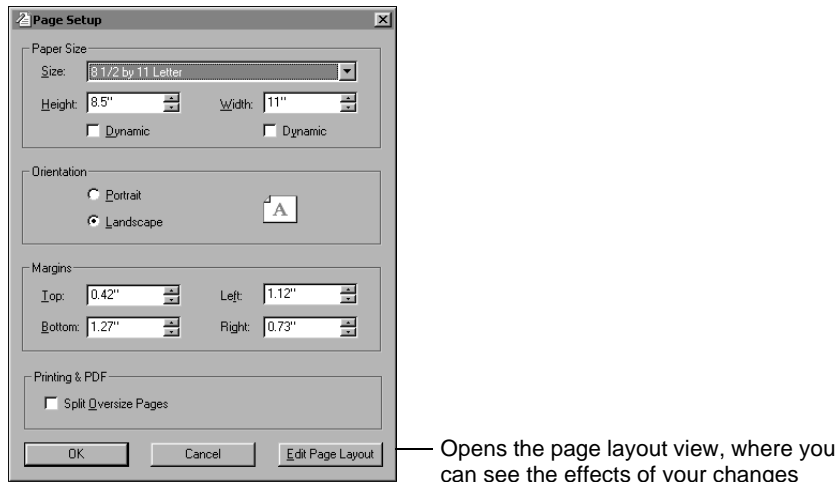 Page Setup
Paper Size
Size: 8 1/2 by 11 Letter
Height: 8.5" Width: 11"
Dynamic Dynamic
Orientation
Portrait
A
Landscape
Margins
Top: 0.42" Left: 1.12"
Bottom: 1.27" Right: 0.73"
Printing & PDF
Split Oversize Pages
OK Cancel Edit Page Layout
Opens the page layout view, where you
can see the effects of your changes